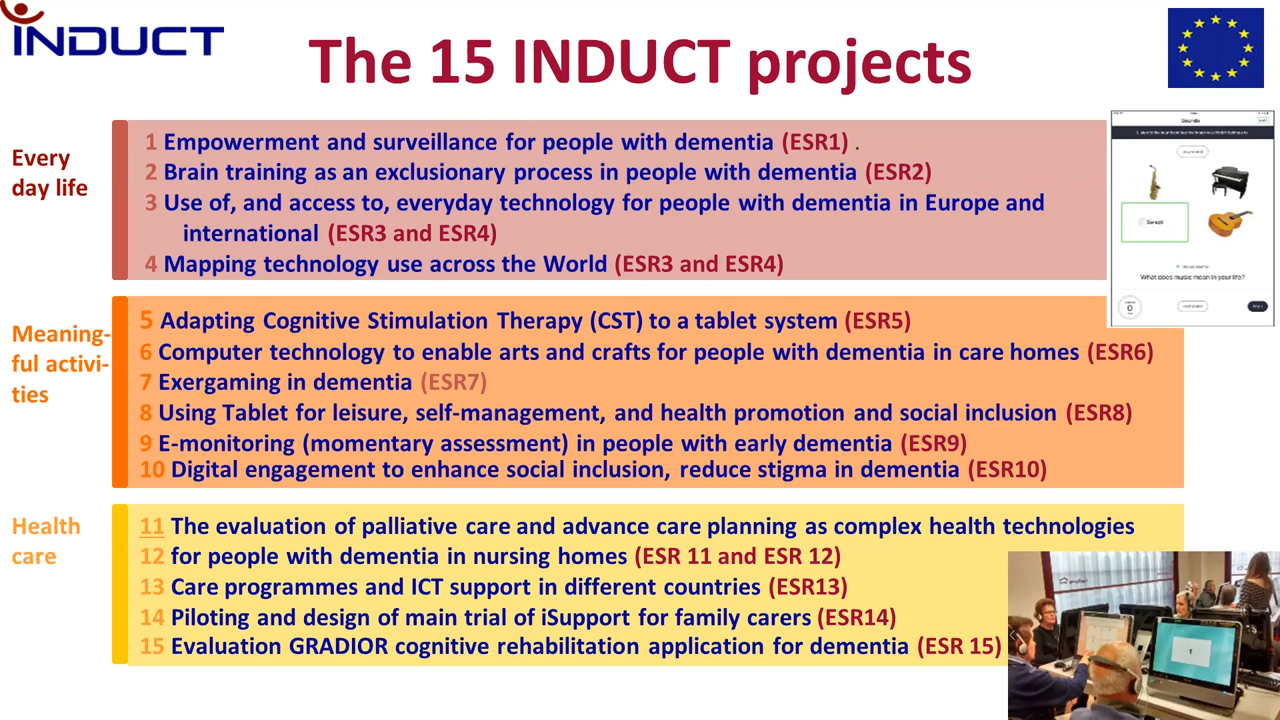 INDUCT
The 15 INDUCT projects
Every
day life
1 Empowerment and surveillance for people with dementia (ESR1) .
2 Brain training as an exclusionary process in people with dementia (ESR2)
3 Use of, and access to, everyday technology for people with dementia in Europe and
international (ESR3 and ESR4)
4 Mapping technology use across the World (ESR3 and ESR4)
Sounds
Correct!
What does music mean in your life?
0
Meaning-
ful activi-
ties
5 Adapting Cognitive Stimulation Therapy (CST) to a tablet system (ESR5)
6 Computer technology to enable arts and crafts for people with dementia in care homes (ESR6)
7 Exergaming in dementia (ESR7)
8 Using Tablet for leisure, self-management, and health promotion and social inclusion (ESR8)
9 E-monitoring (momentary assessment) in people with early dementia (ESR9)
10 Digital engagement to enhance social inclusion, reduce stigma in dementia (ESR10)
Health
care
11 The evaluation of palliative care and advance care planning as complex health technologies
12 for people with dementia in nursing homes (ESR 11 and ESR 12)
13 Care programmes and ICT support in different countries (ESR13)
14 Piloting and design of main trial of iSupport for family carers (ESR14)
15 Evaluation GRADIOR cognitive rehabilitation application for dementia (ESR 15)